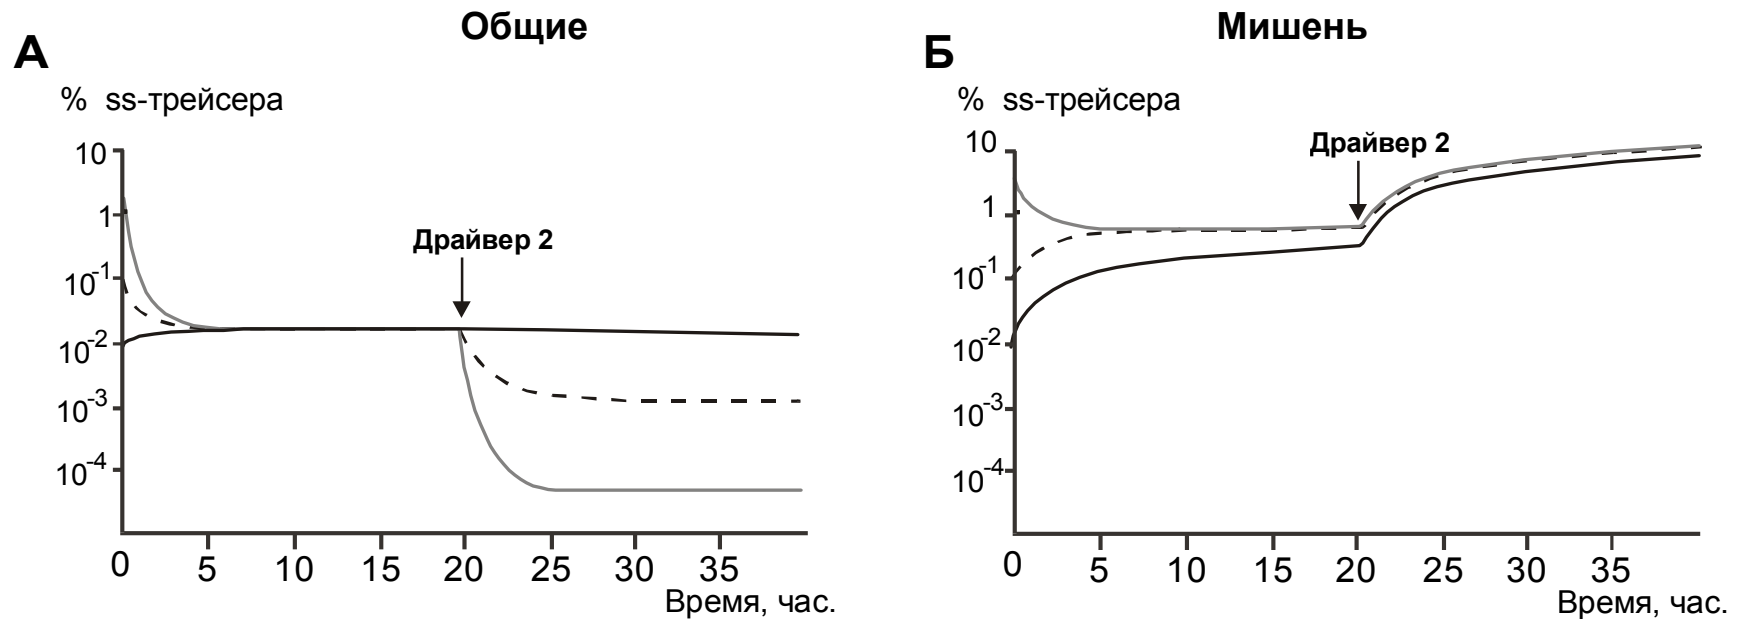 Общие
А
% ss-трейсера
10
1
10-1
10-2
10-3
10-4
Драйвер 2
0 5 10 15 20 25 30 35
Время, час.
Мишень
Б
% ss-трейсера
10
1
10-1
10-2
10-3
10-4
Драйвер 2
0 5 10 15 20 25 30 35
Время, час.